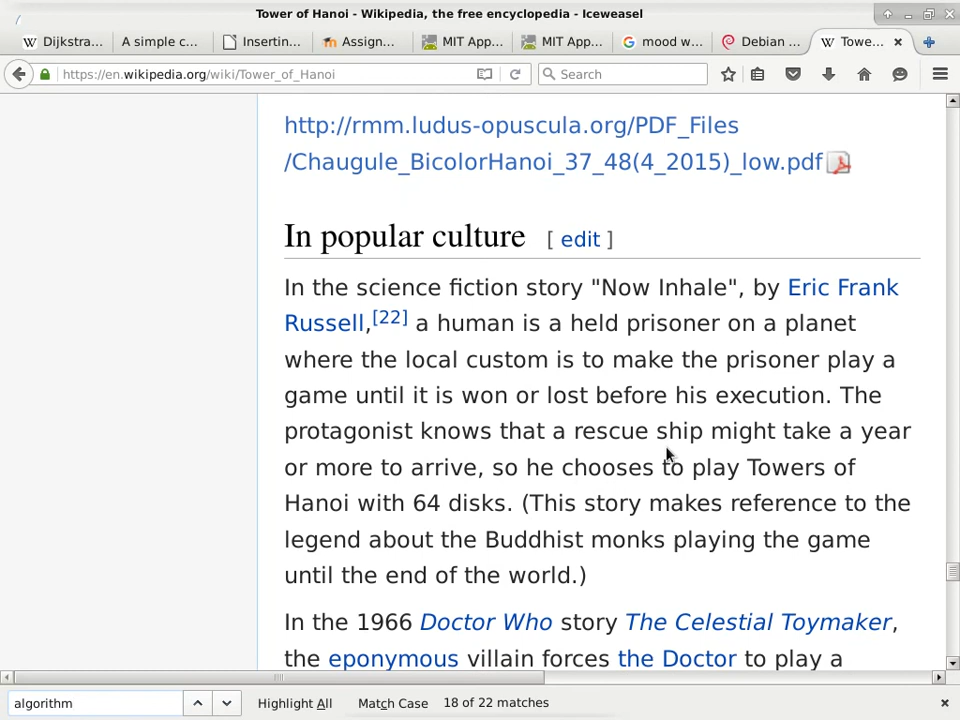 Tower of Hanoi - Wikipedia, the free encyclopedia - Iceweasel
Dijkstra... A simple c... Insertin... Assign... MIT App... MIT App... mood w... Debian ... Towe...
https://en.wikipedia.org/wiki/Tower_of_Hanoi Search
http://rmm.ludus-opuscula.org/PDF_Files
/Chaugule_BicolorHanoi_37_48(4_2015)_low.pdf
In popular culture [ edit ]
In the science fiction story "Now Inhale", by Eric Frank
Russell,[22] a human is a held prisoner on a planet
where the local custom is to make the prisoner play a
game until it is won or lost before his execution. The
protagonist knows that a rescue ship might take a year
or more to arrive, so he chooses to play Towers of
Hanoi with 64 disks. (This story makes reference to the
legend about the Buddhist monks playing the game
until the end of the world.)
In the 1966 Doctor Who story The Celestial Toymaker,
the eponymous villain forces the Doctor to play a
algorithm Highlight All Match Case 18 of 22 matches